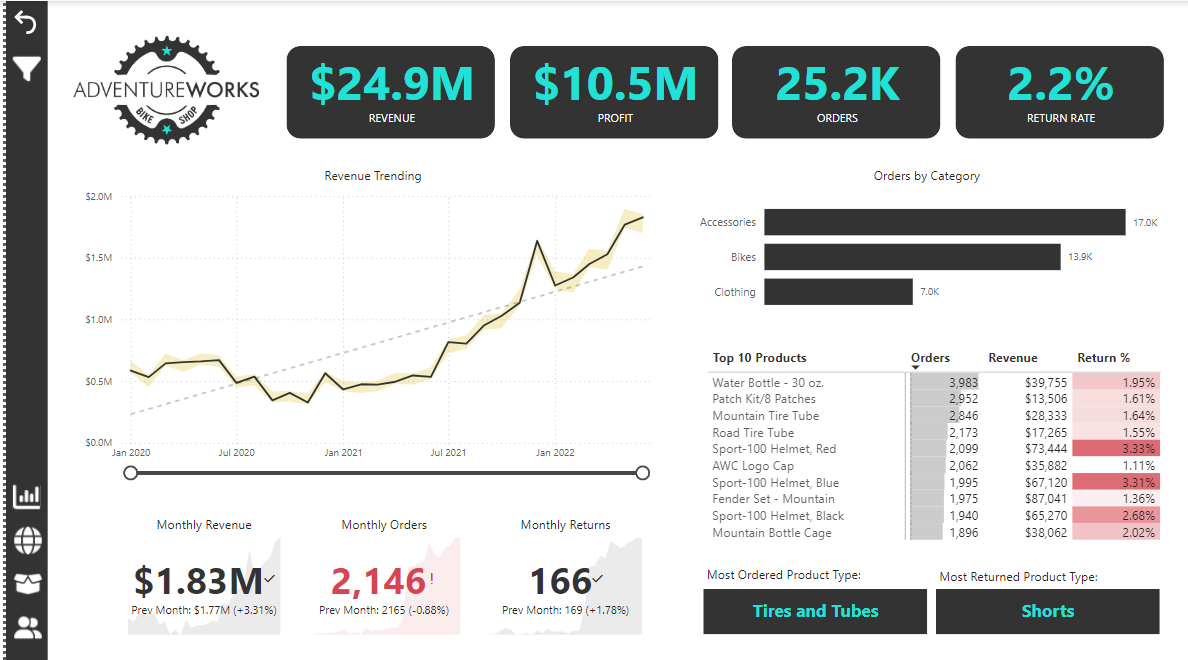 ADVENTUREWORKS
BIKE SHOP
$24.9M
REVENUE
$10.5M
PROFIT
25.2K
ORDERS
2.2%
RETURN RATE
Revenue Trending
$2.0M
$1.5M
$1.0M
$0.5M
$0.0M
Jan 2020 Jul 2020 Jan 2021 Jul 2021 Jan 2022
Orders by Category
Accessories 17.0K
Bikes 13.9K
Clothing 7.0K
Top 10 Products Orders Revenue Return %
Water Bottle - 30 oz. 3,983 $39,755 1.95%
Patch Kit/8 Patches 2,952 $13,506 1.61%
Mountain Tire Tube 2,846 $28,333 1.64%
Road Tire Tube 2,173 $17,265 1.55%
Sport-100 Helmet, Red 2,099 $73,444 3.33%
AWC Logo Cap 2,062 $35,882 1.11%
Sport-100 Helmet, Blue 1,995 $67,120 3.31%
Fender Set - Mountain 1,975 $87,041 1.36%
Sport-100 Helmet, Black 1,940 $65,270 2.68%
Mountain Bottle Cage 1,896 $38,062 2.02%
Monthly Revenue
$1.83M
Prev Month: $1.77M (+3.31%)
Monthly Orders
2,146!
Prev Month: 2165 (-0.88%)
Monthly Returns
166
Prev Month: 169 (+1.78%)
Most Ordered Product Type:
Tires and Tubes
Most Returned Product Type:
Shorts